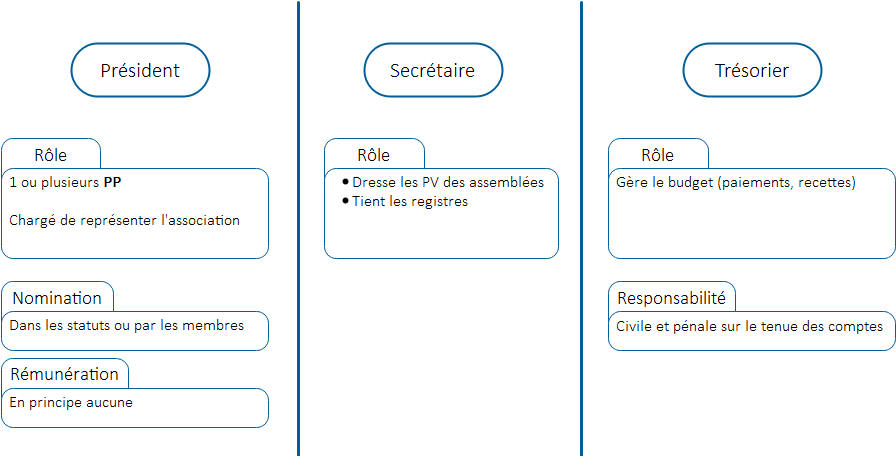 Président
Rôle
1 ou plusieurs PP
Chargé de représenter l'association
Nomination
Dans les statuts ou par les membres
Rémunération
En principe aucune
Secrétaire
Rôle
• Dresse les PV des assemblées
• Tient les registres
Trésorier
Rôle
Gère le budget (paiements, recettes)
Responsabilité
Civile et pénale sur le tenue des comptes